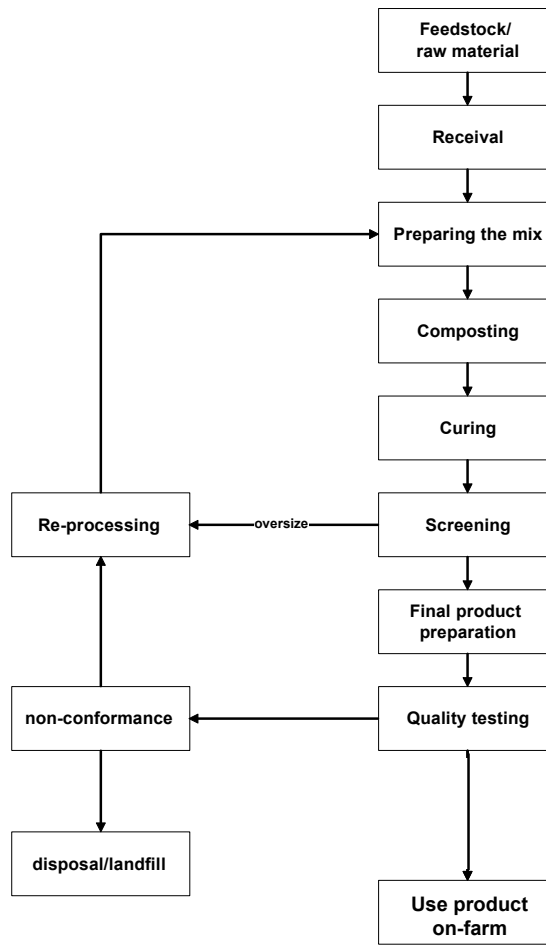 Feedstock/
raw material
Receival
Preparing the mix
Composting
Curing
Re-processing
oversize
Screening
Final product
preparation
non-conformance
Quality testing
disposal/landfill
Use product
on-farm